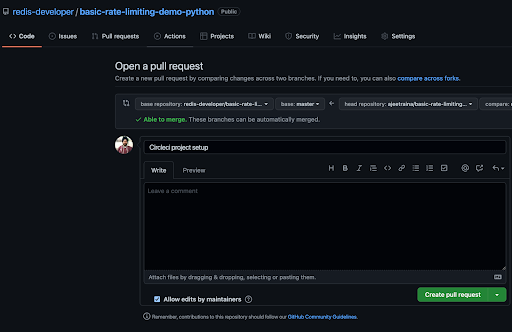 redis-developer / basic-rate-limiting-demo-python Public
Code Issues Pull requests Actions Projects Wiki Security Insights Settings
Open a pull request
Create a new pull request by comparing changes across two branches. If you need to, you can also compare across forks.
base repository: redis-developer/basic-rate-li... base: master head repository: ajeetraina/basic-rate-limiting... compare:
Able to merge. These branches can be automatically merged.
Circleci project setup
Write Preview
Leave a comment
Attach files by dragging & dropping, selecting or pasting them.
Allow edits by maintainers
Create pull request
Remember, contributions to this repository should follow our GitHub Community Guidelines.